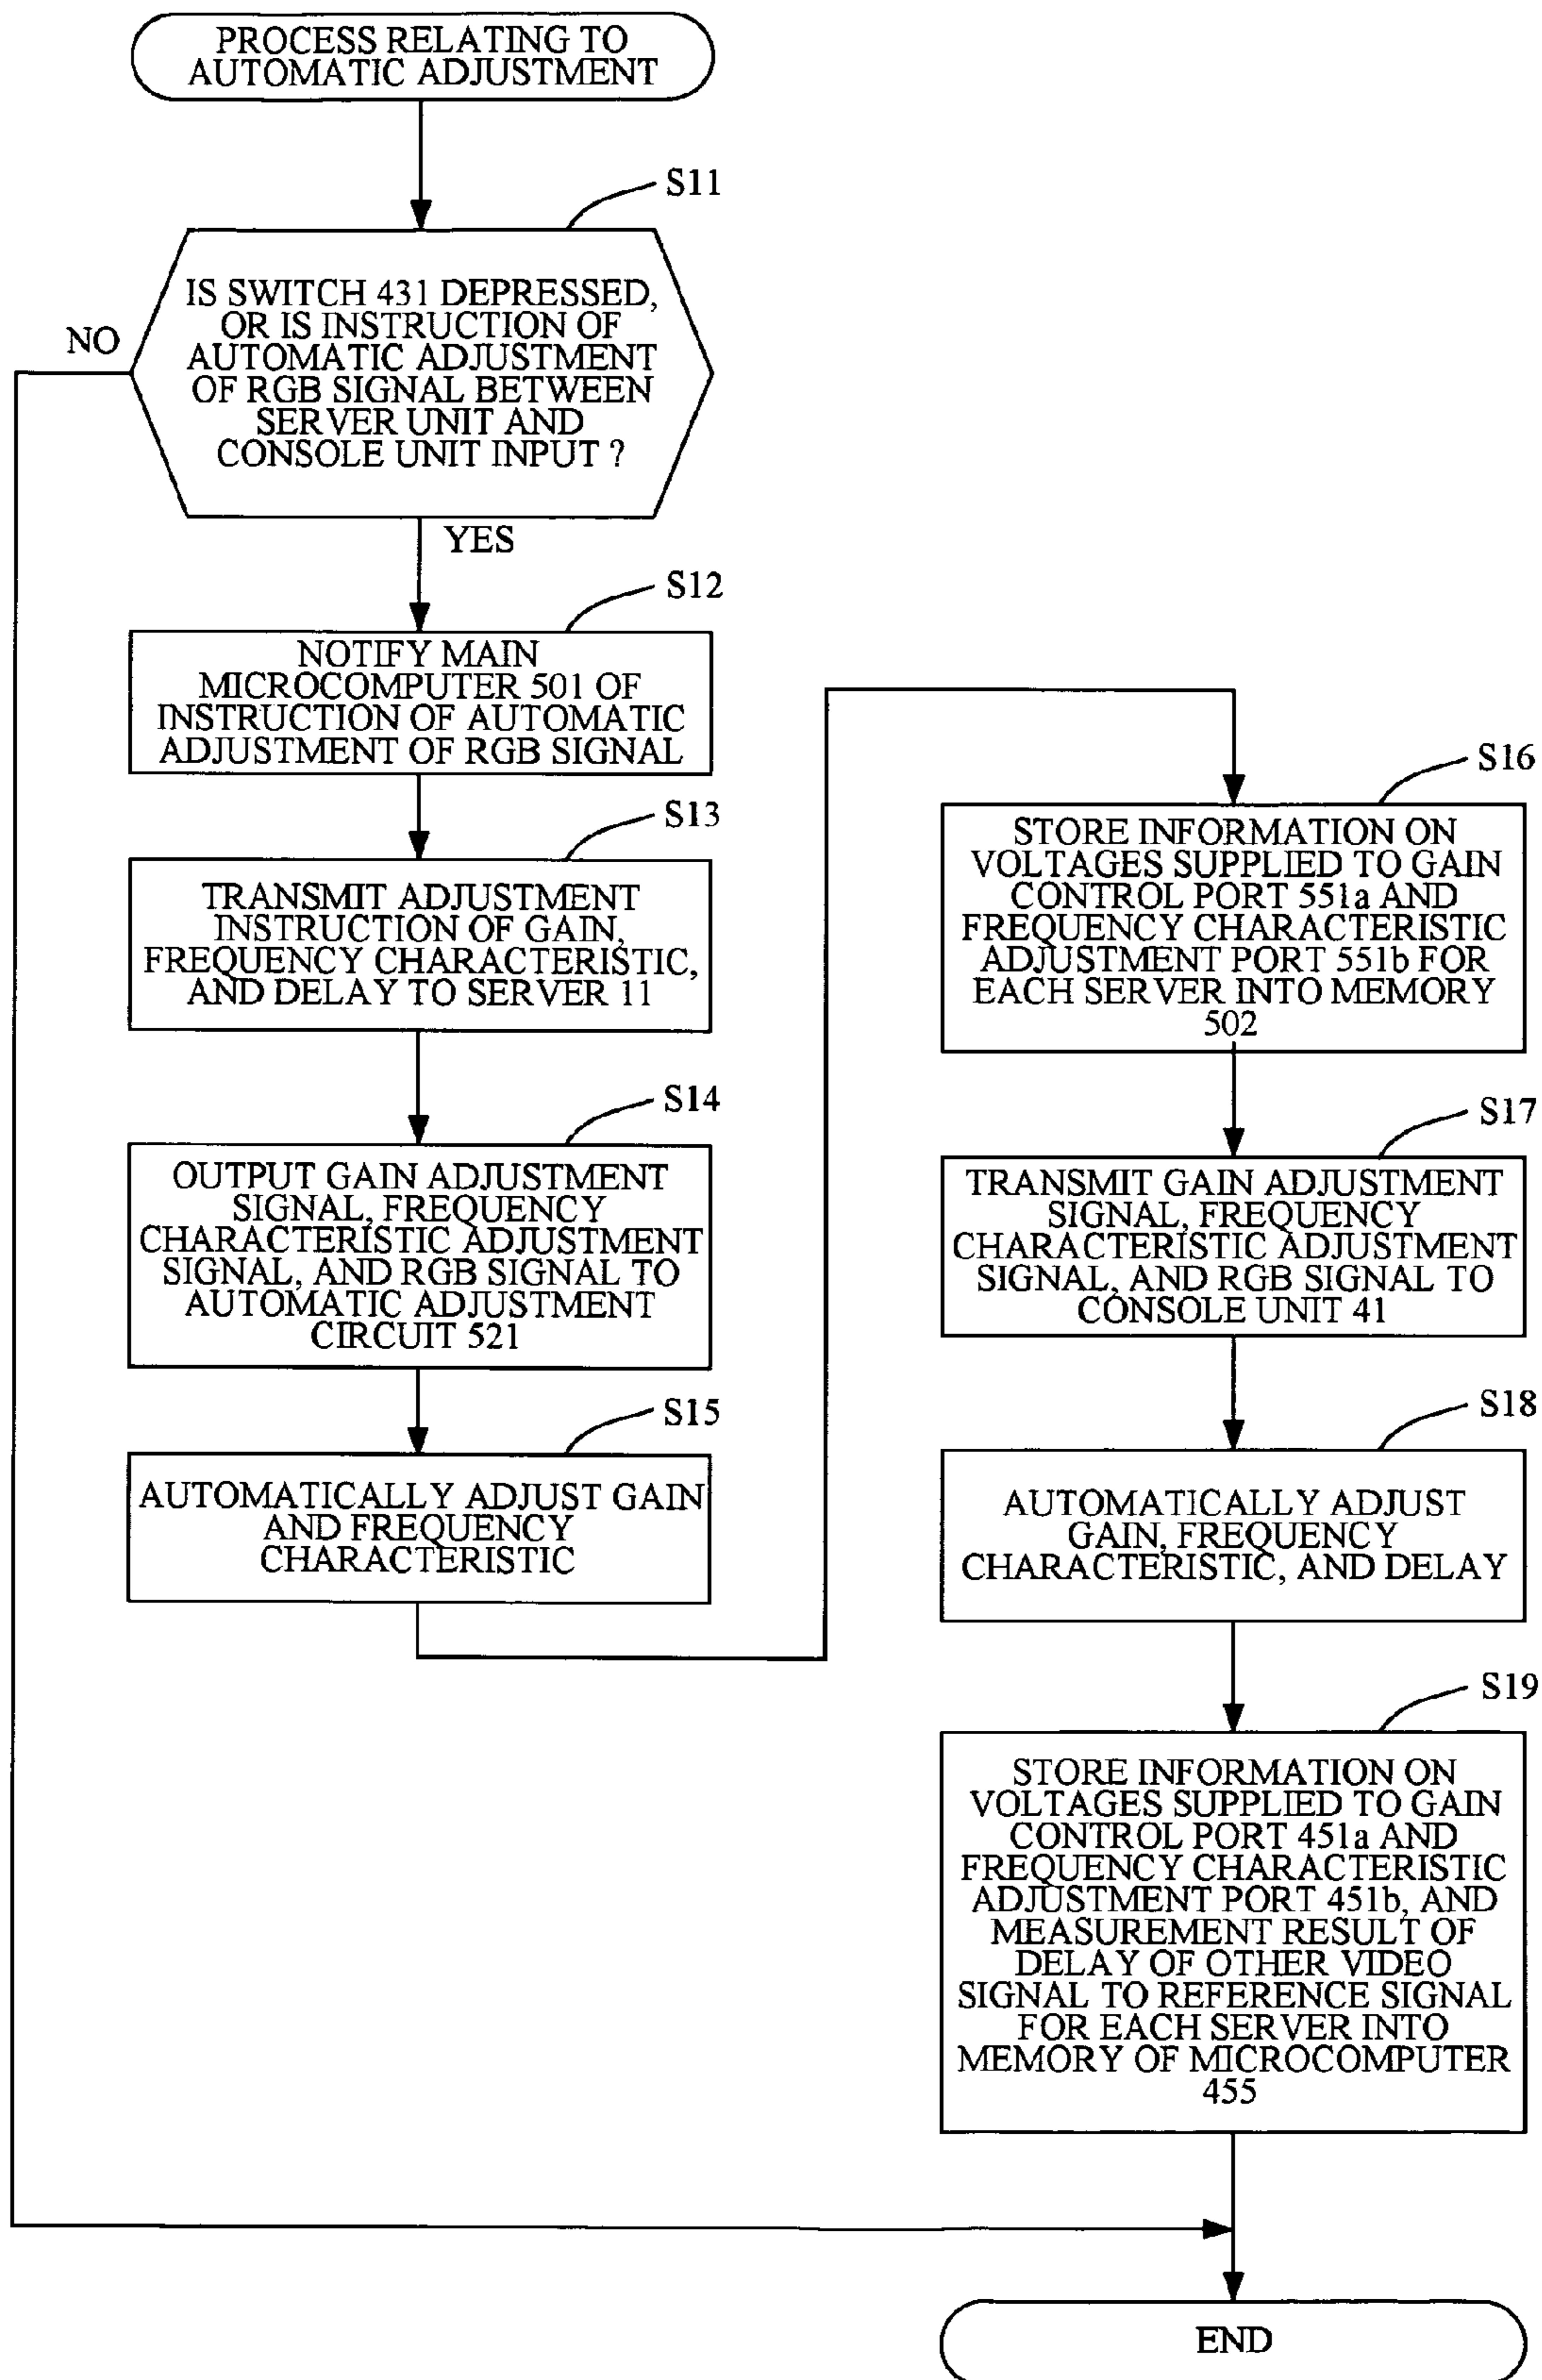 PROCESS RELATING TO
AUTOMATIC ADJUSTMENT
S11
IS SWITCH 431 DEPRESSED,
OR IS INSTRUCTION OF
AUTOMATIC ADJUSTMENT
OF RGB SIGNAL BETWEEN
SERVER UNIT AND
CONSOLE UNIT INPUT ?
NO
YES
S12
NOTIFY MAIN
MICROCOMPUTER 501 OF
INSTRUCTION OF AUTOMATIC
ADJUSTMENT OF RGB SIGNAL
S13
TRANSMIT ADJUSTMENT
INSTRUCTION OF GAIN,
FREQUENCY CHARACTERISTIC,
AND DELAY TO SERVER 11
S14
OUTPUT GAIN ADJUSTMENT
SIGNAL, FREQUENCY
CHARACTERISTIC ADJUSTMENT
SIGNAL, AND RGB SIGNAL TO
AUTOMATIC ADJUSTMENT
CIRCUIT 521
S15
AUTOMATICALLY ADJUST GAIN
AND FREQUENCY
CHARACTERISTIC
S16
STORE INFORMATION ON
VOLTAGES SUPPLIED TO GAIN
CONTROL PORT 551a AND
FREQUENCY CHARACTERISTIC
ADJUSTMENT PORT 551b FOR
EACH SERVER INTO MEMORY
502
S17
TRANSMIT GAIN ADJUSTMENT
SIGNAL, FREQUENCY
CHARACTERISTIC ADJUSTMENT
SIGNAL, AND RGB SIGNAL TO
CONSOLE UNIT 41
S18
AUTOMATICALLY ADJUST
GAIN, FREQUENCY
CHARACTERISTIC, AND DELAY
S19
STORE INFORMATION ON
VOLTAGES SUPPLIED TO GAIN
CONTROL PORT 451a AND
FREQUENCY CHARACTERISTIC
ADJUSTMENT PORT 451b, AND
MEASUREMENT RESULT OF
DELAY OF OTHER VIDEO
SIGNAL TO REFERENCE SIGNAL
FOR EACH SERVER INTO
MEMORY OF MICROCOMPUTER
455
END